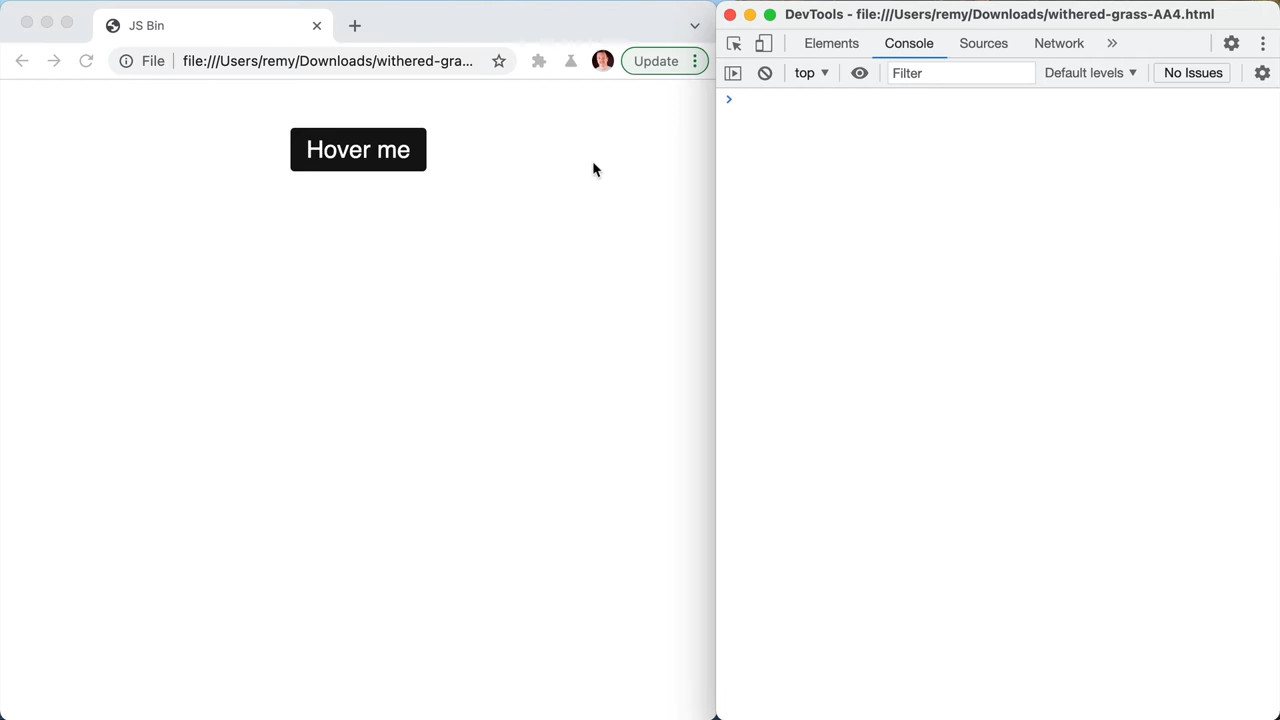 JS Bin
File
file:///Users/remy/Downloads/withered-gra...
Update
Hover me
DevTools - file:///Users/remy/Downloads/withered-grass-AA4.html
Elements
Console
Sources
Network
top
Filter
Default levels
No Issues